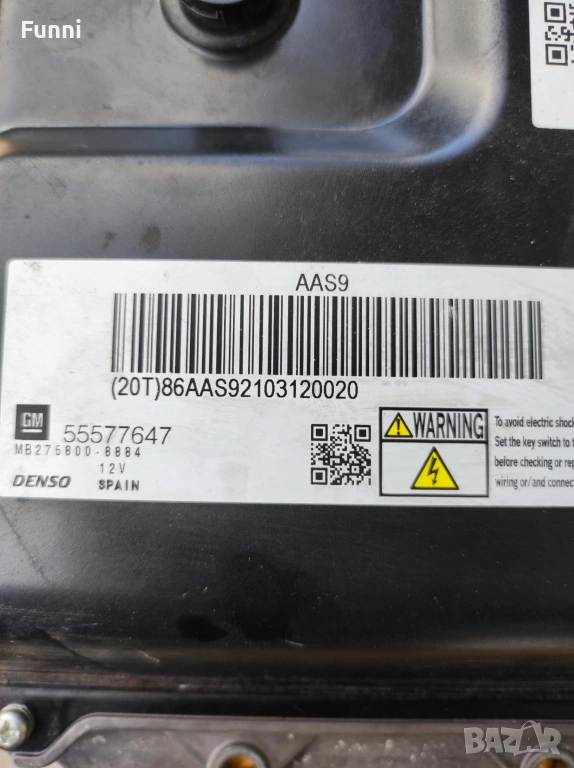 Funni
AAS9
(20T)86AAS92103120020
GM 55577647
MB275800-8884
12V
DENSO SPAIN
WARNING
To avoid electric shock
Set the key switch to t
before checking or rep
wiring or/and connec
BAZAR